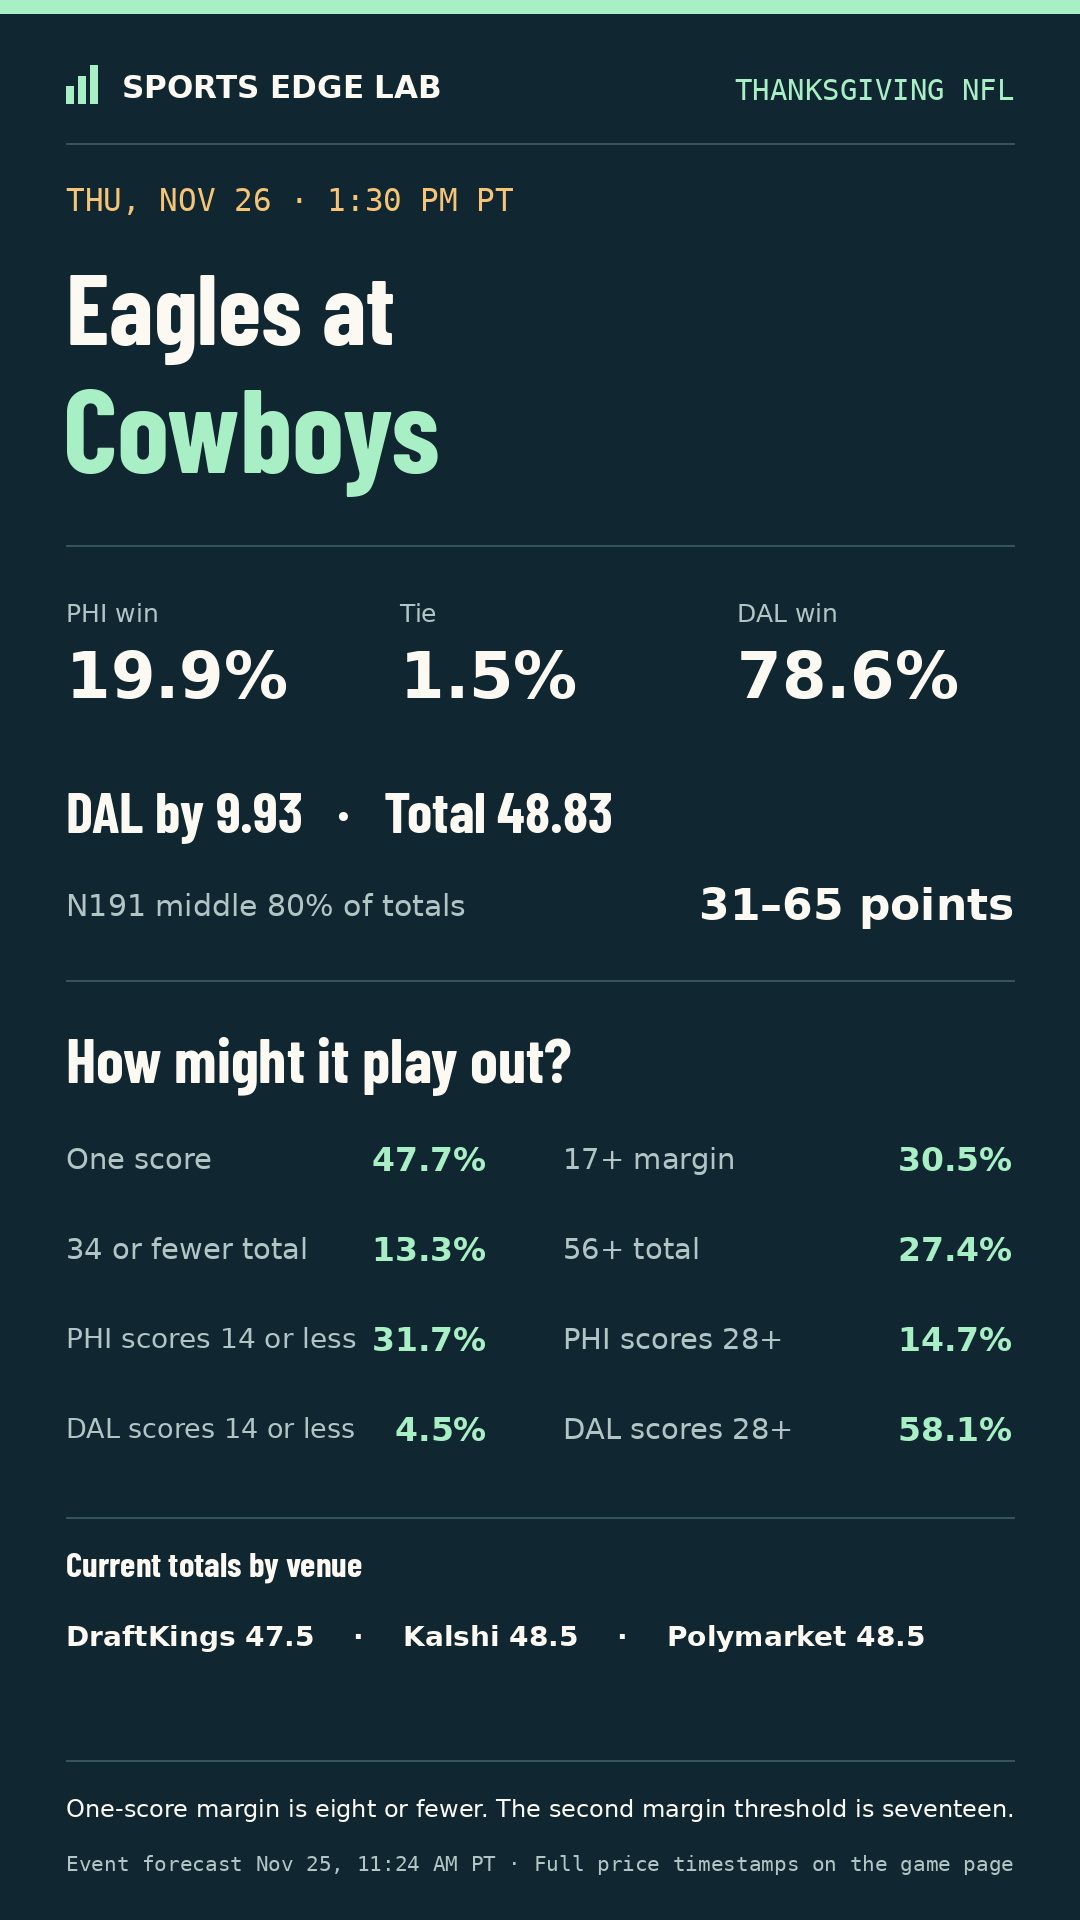 SPORTS EDGE LAB
THANKSGIVING NFL
THU, NOV 26 · 1:30 PM PT
Eagles at
Cowboys
PHI win
Tie
DAL win
19.9%
1.5%
78.6%
DAL by 9.93 · Total 48.83
N191 middle 80% of totals
31–65 points
How might it play out?
One score 47.7%
17+ margin 30.5%
34 or fewer total 13.3%
56+ total 27.4%
PHI scores 14 or less 31.7%
PHI scores 28+ 14.7%
DAL scores 14 or less 4.5%
DAL scores 28+ 58.1%
Current totals by venue
DraftKings 47.5 · Kalshi 48.5 · Polymarket 48.5
One-score margin is eight or fewer. The second margin threshold is seventeen.
Event forecast Nov 25, 11:24 AM PT · Full price timestamps on the game page